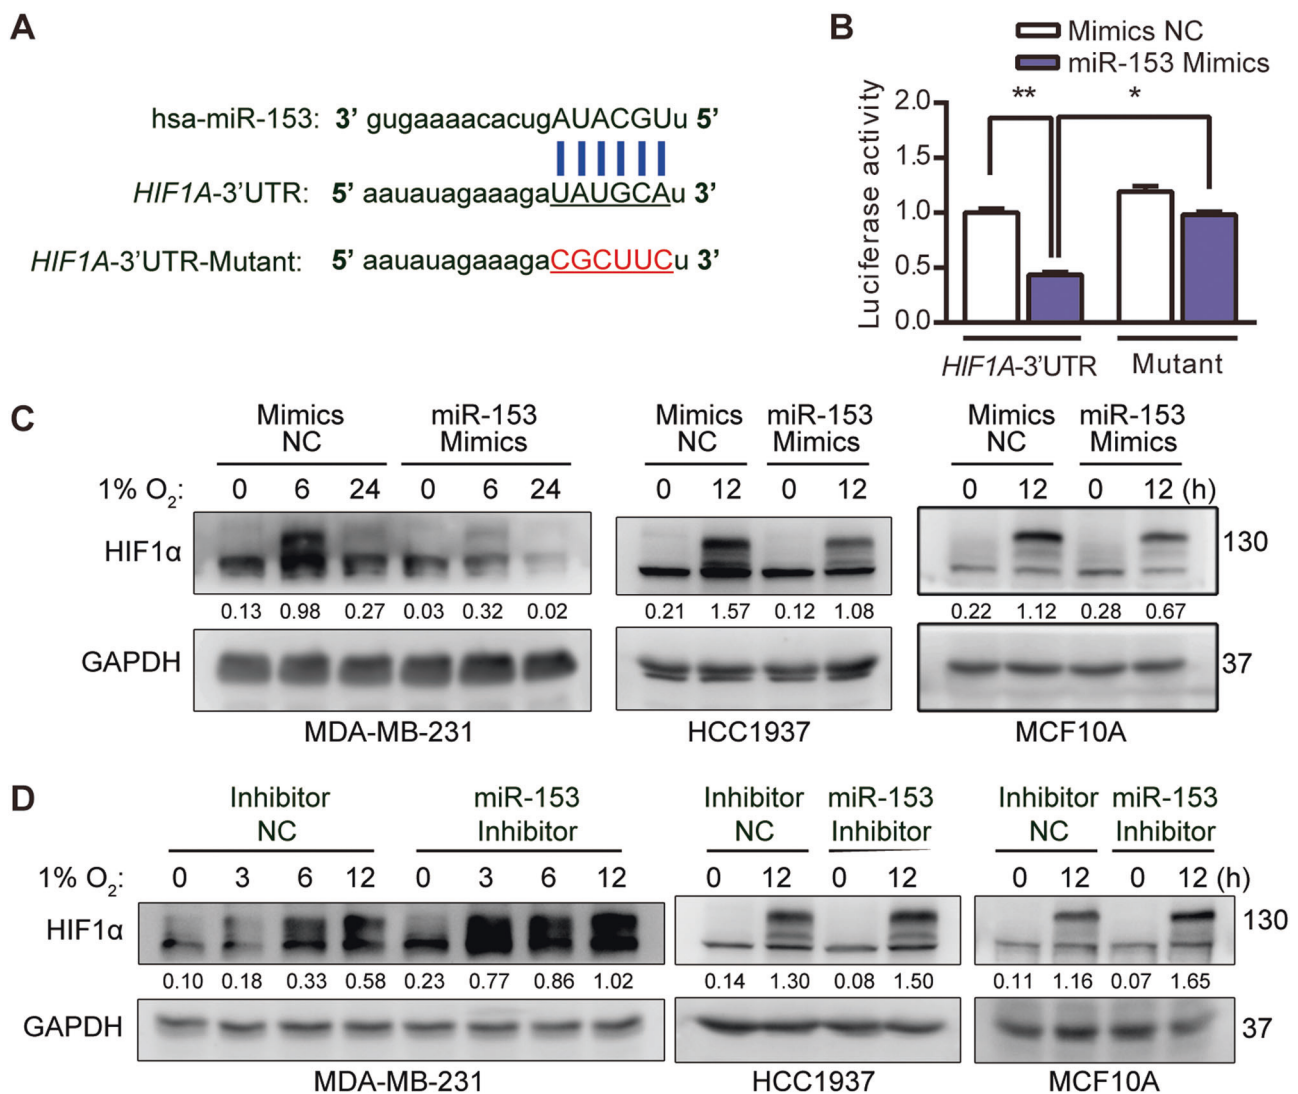 A
hsa-miR-153: 3’ gugaaaacacugAUACGUu 5’
HIF1A-3’UTR: 5’ aauauagaaagaUAUGCAu 3’
HIF1A-3’UTR-Mutant: 5’ aauauagaaagaCGCUUCu 3’
B
Mimics NC
miR-153 Mimics
Luciferase activity
2.0
1.5
1.0
0.5
0.0
** *
HIF1A-3’UTR Mutant
C
Mimics NC miR-153 Mimics Mimics NC miR-153 Mimics Mimics NC miR-153 Mimics
1% O2: 0 6 24 0 6 24 0 12 0 12 0 12 0 12 (h)
HIF1α 130
0.13 0.98 0.27 0.03 0.32 0.02 0.21 1.57 0.12 1.08 0.22 1.12 0.28 0.67
GAPDH 37
MDA-MB-231 HCC1937 MCF10A
D
Inhibitor NC miR-153 Inhibitor Inhibitor NC miR-153 Inhibitor Inhibitor NC miR-153 Inhibitor
1% O2: 0 3 6 12 0 3 6 12 0 12 0 12 0 12 0 12 (h)
HIF1α 130
0.10 0.18 0.33 0.58 0.23 0.77 0.86 1.02 0.14 1.30 0.08 1.50 0.11 1.16 0.07 1.65
GAPDH 37
MDA-MB-231 HCC1937 MCF10A